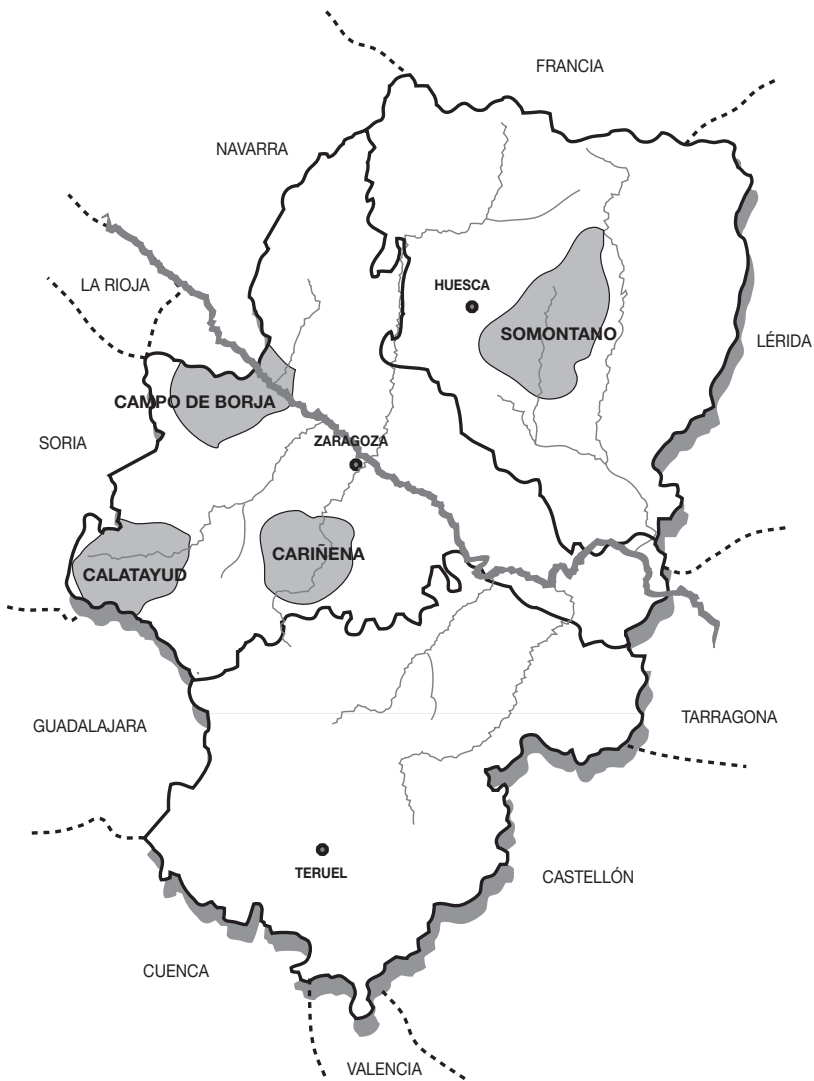 FRANCIA
NAVARRA
LA RIOJA
HUESCA
SOMONTANO
LÉRIDA
CAMPO DE BORJA
SORIA
ZARAGOZA
CARIÑENA
CALATAYUD
GUADALAJARA
TARRAGONA
TERUEL
CASTELLÓN
CUENCA
VALENCIA